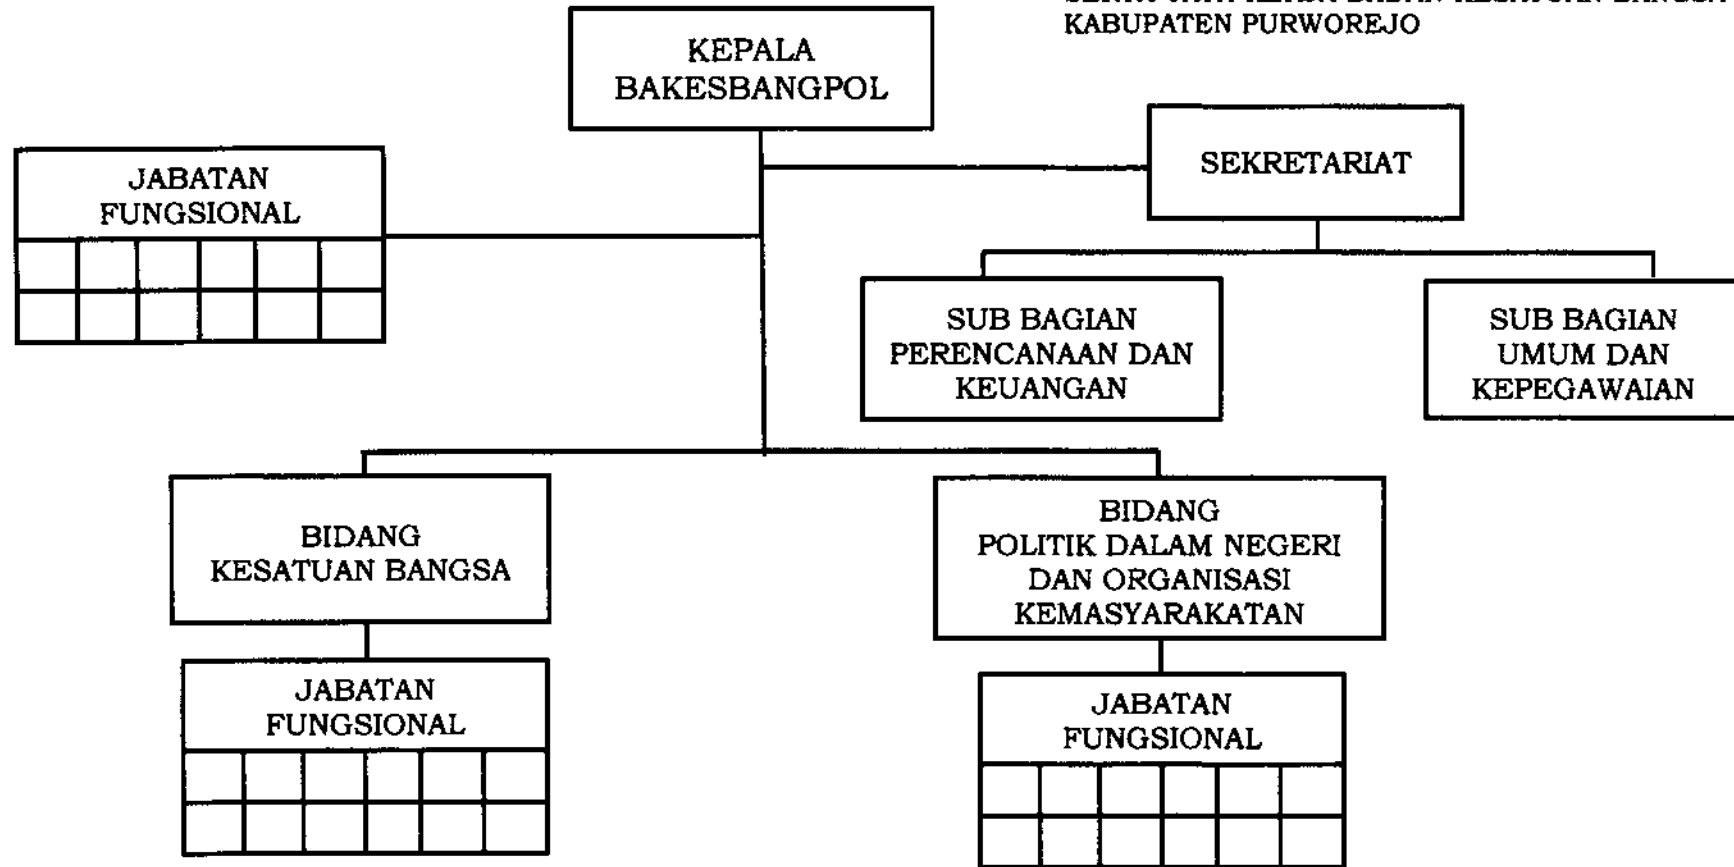 KABUPATEN PURWOREJO
KEPALA
BAKESBANGPOL
SEKRETARIAT
JABATAN
FUNGSIONAL
SUB BAGIAN
PERENCANAAN DAN
KEUANGAN
SUB BAGIAN
UMUM DAN
KEPEGAWAIAN
BIDANG
KESATUAN BANGSA
BIDANG
POLITIK DALAM NEGERI
DAN ORGANISASI
KEMASYARAKATAN
JABATAN
FUNGSIONAL
JABATAN
FUNGSIONAL